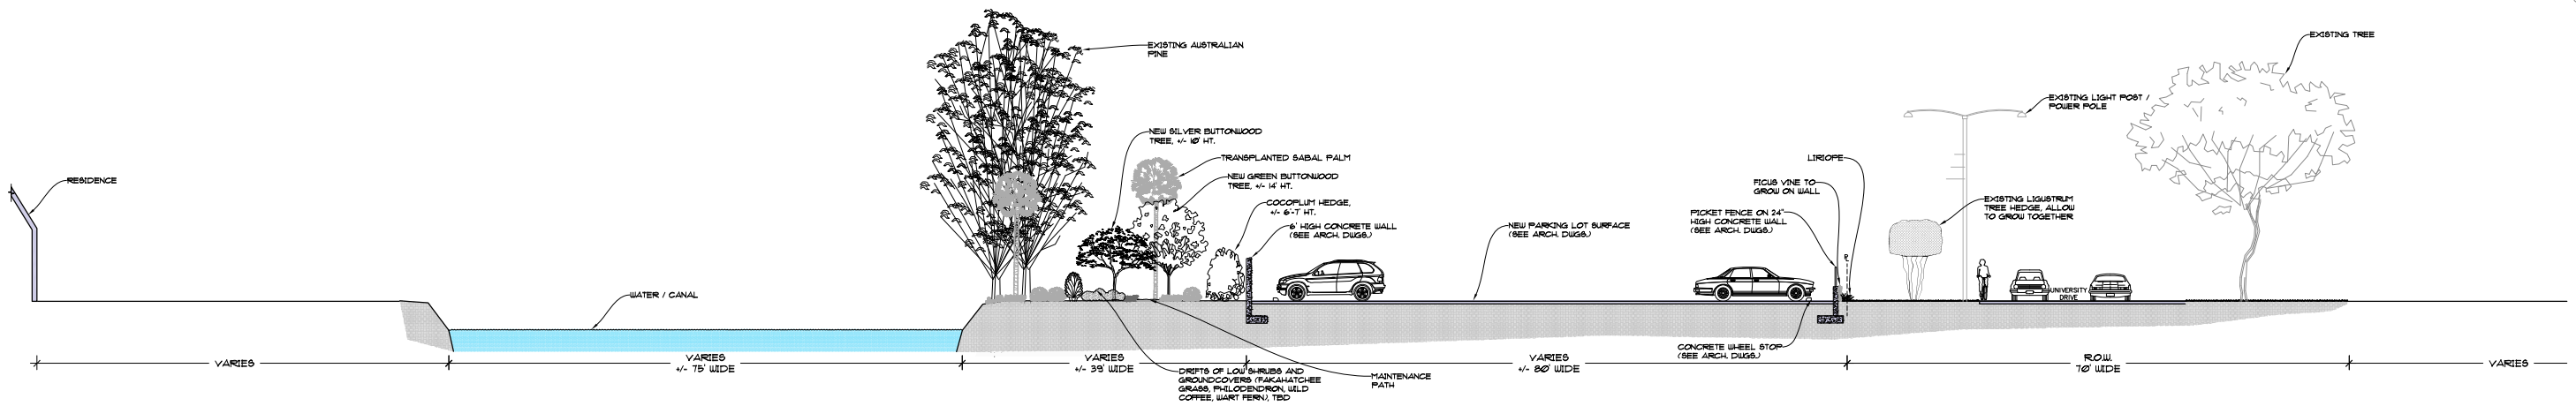 EXISTING AUSTRALIAN
PINE
EXISTING TREE
EXISTING LIGHT POST /
POWER POLE
NEW SILVER BUTTONWOOD
TREE, +/- 10' HT.
TRANSPLANTED SABAL PALM
LIRIOPE
RESIDENCE
NEW GREEN BUTTONWOOD
TREE, +/- 14' HT.
FICUS VINE TO
GROW ON WALL
COCOPLUM HEDGE,
+/- 6'-7' HT.
EXISTING LIGUSTRUM
TREE HEDGE, ALLOW
TO GROW TOGETHER
PICKET FENCE ON 24"
HIGH CONCRETE WALL
(SEE ARCH. DWGS.)
6' HIGH CONCRETE WALL
(SEE ARCH. DWGS.)
NEW PARKING LOT SURFACE
(SEE ARCH. DWGS.)
WATER / CANAL
UNIVERSITY
DRIVE
CONCRETE WHEEL STOP
(SEE ARCH. DWGS.)
VARIES
VARIES
+/- 75' WIDE
VARIES
+/- 39' WIDE
VARIES
+/- 80' WIDE
R.O.W.
70' WIDE
VARIES
DRIFTS OF LOW SHRUBS AND
GROUNDCOVERS (FAKAHATCHEE
GRASS, PHILODENDRON, WILD
COFFEE, WART FERN), TBD
MAINTENANCE
PATH